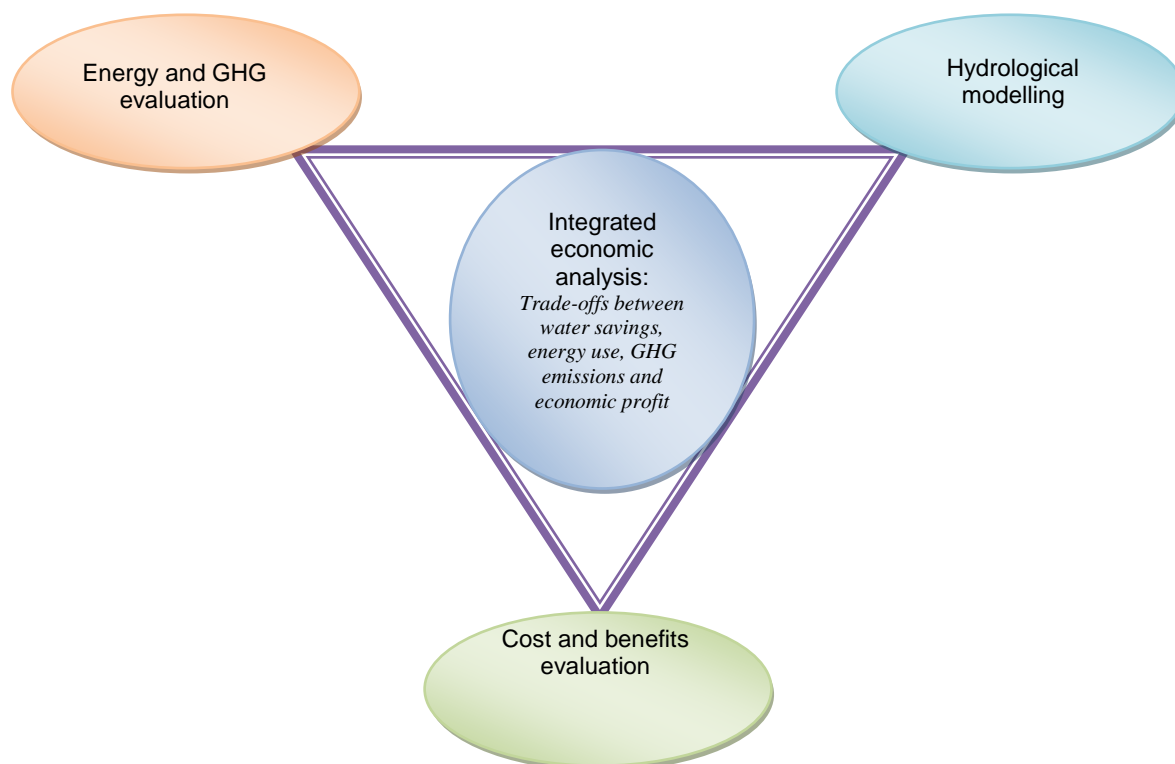 Energy and GHG
evaluation
Hydrological
modelling
Integrated
economic
analysis:
Trade-offs between
water savings,
energy use, GHG
emissions and
economic profit
Cost and benefits
evaluation